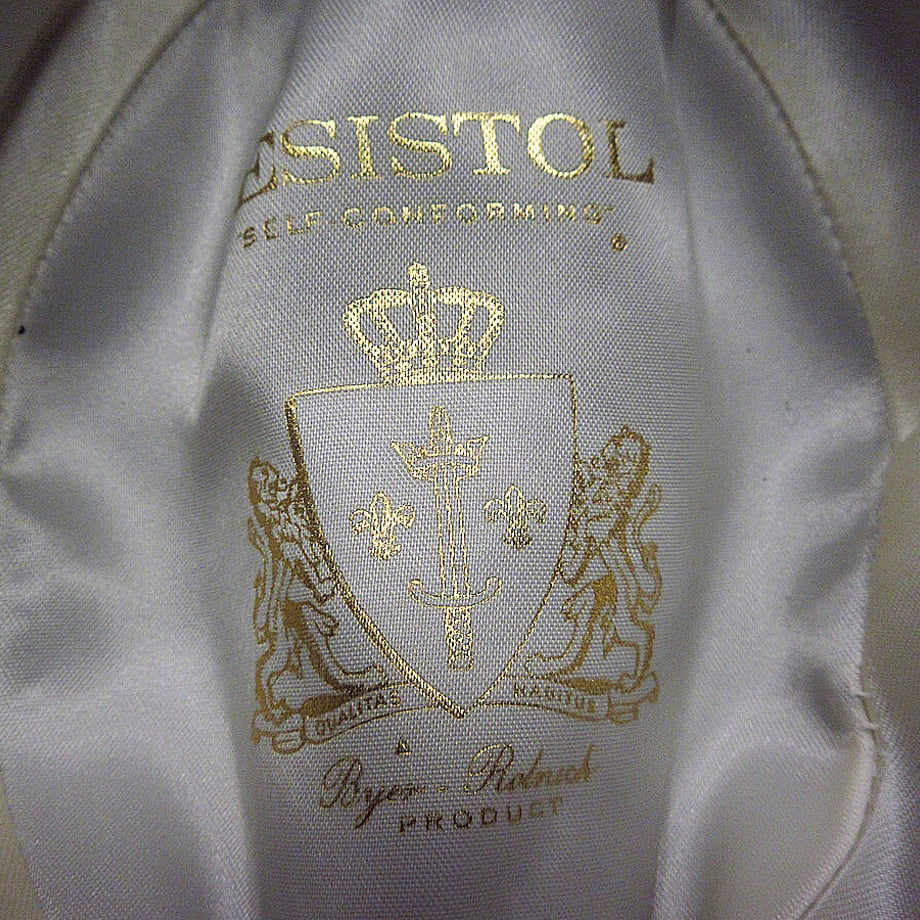 ESISTOL
"SELF-CONFORMING"
®
QUALITAS HABITUS
A
Byer-Rolnick
PRODUCT